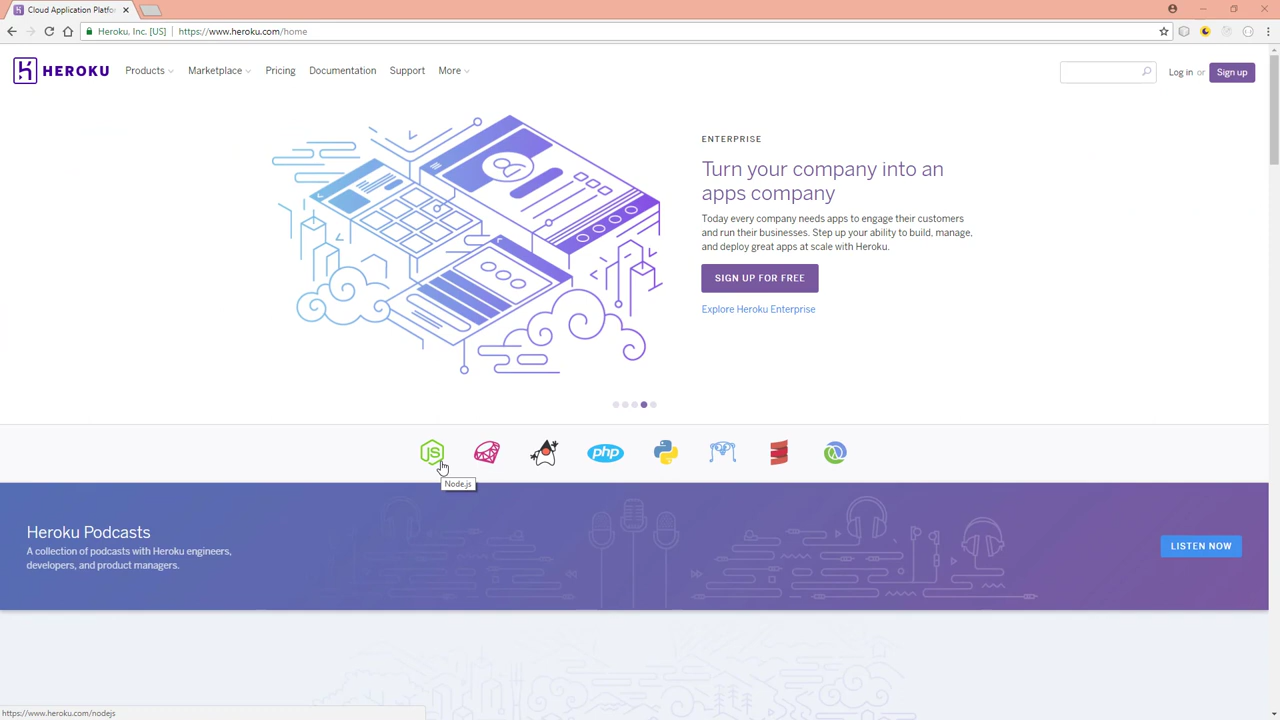 Cloud Application Platfo
Heroku, Inc. [US]
https://www.heroku.com/home
HEROKU
Products
Marketplace
Pricing
Documentation
Support
More
Log in or
Sign up
ENTERPRISE
Turn your company into an
apps company
Today every company needs apps to engage their customers
and run their businesses. Step up your ability to build, manage,
and deploy great apps at scale with Heroku.
SIGN UP FOR FREE
Explore Heroku Enterprise
JS
php
Node.js
Heroku Podcasts
A collection of podcasts with Heroku engineers,
developers, and product managers.
LISTEN NOW
https://www.heroku.com/nodejs